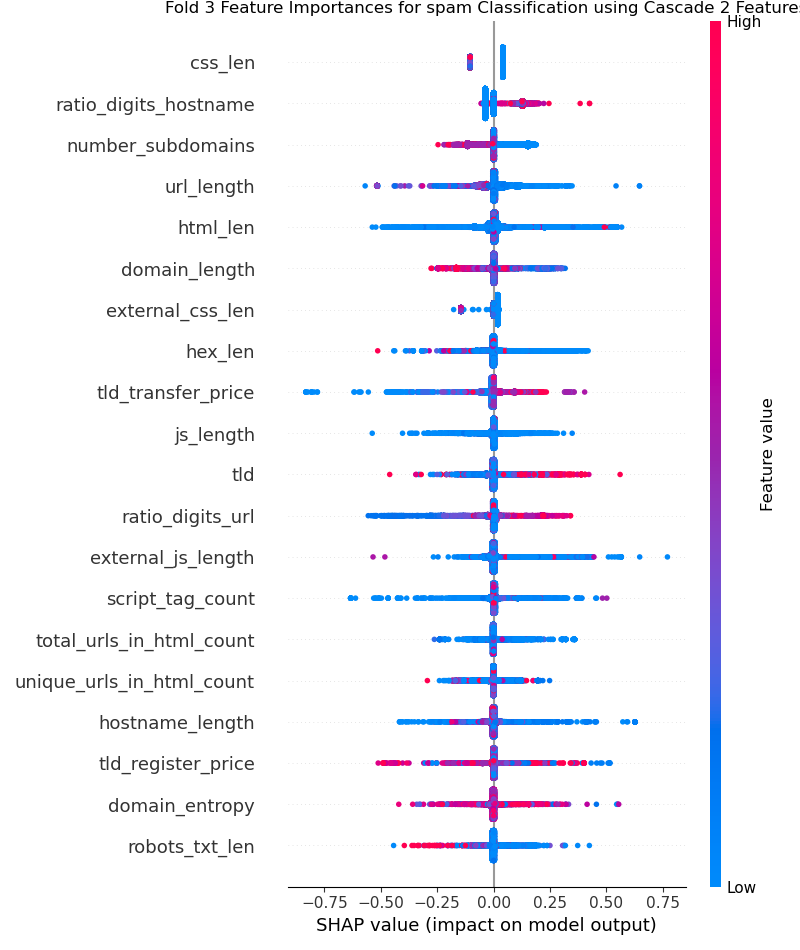 Fold 3 Feature Importances for spam Classification using Cascade 2 Features
High
css_len
ratio_digits_hostname
number_subdomains
url_length
html_len
domain_length
external_css_len
hex_len
tld_transfer_price
js_length
tld
ratio_digits_url
external_js_length
script_tag_count
total_urls_in_html_count
unique_urls_in_html_count
hostname_length
tld_register_price
domain_entropy
robots_txt_len
Feature value
Low
−0.75 −0.50 −0.25 0.00 0.25 0.50 0.75
SHAP value (impact on model output)